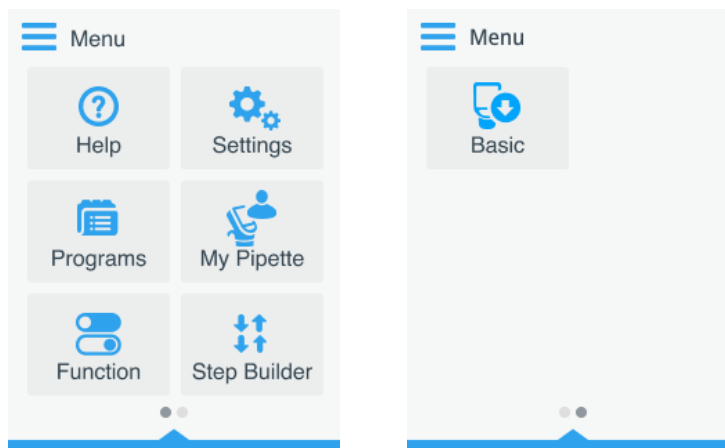 Menu
Help
Settings
Programs
My Pipette
Function
Step Builder
Menu
Basic